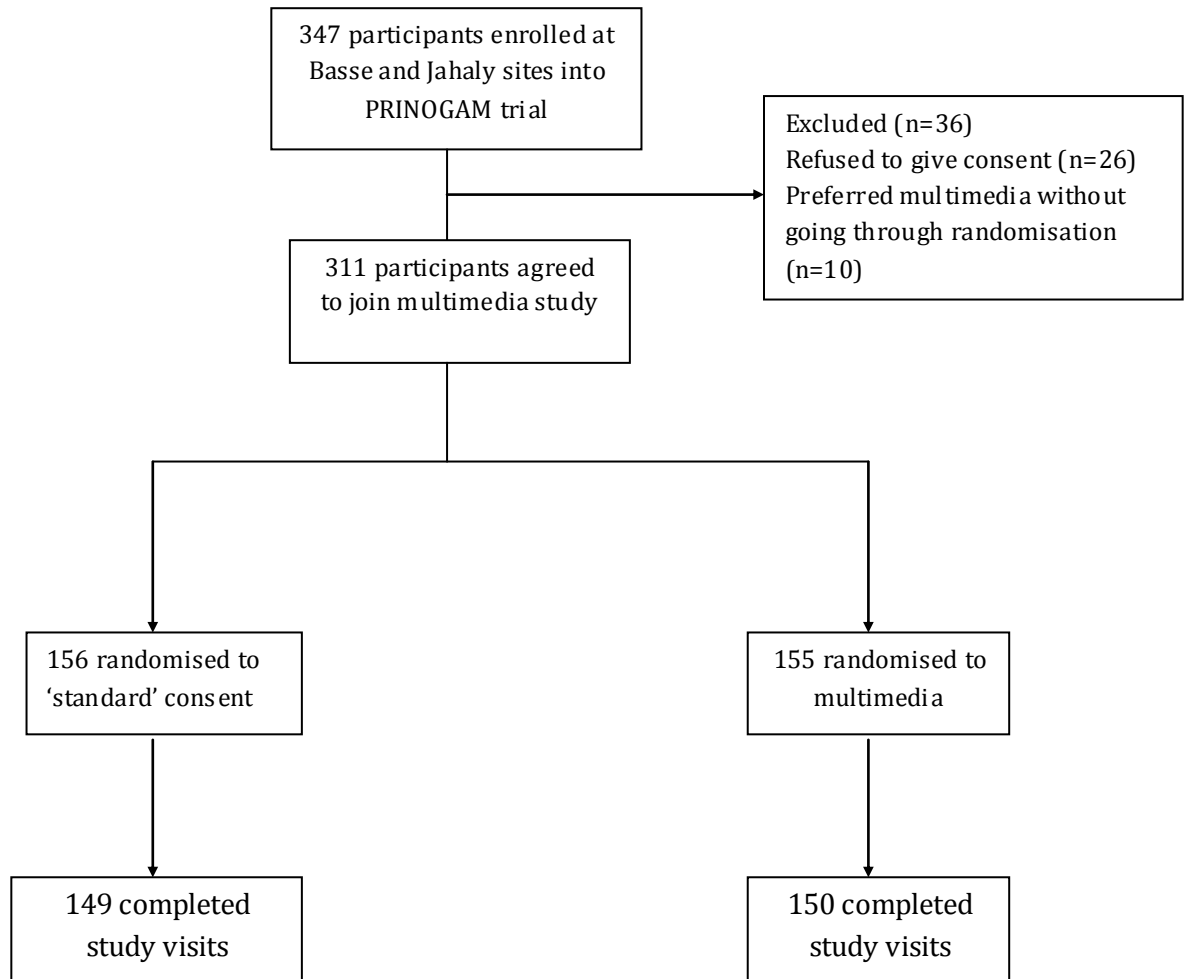 347 participants enrolled at
Basse and Jahaly sites into
PRINOGAM trial
Excluded (n=36)
Refused to give consent (n=26)
Preferred multimedia without
going through randomisation
(n=10)
311 participants agreed
to join multimedia study
156 randomised to
‘standard’ consent
155 randomised to
multimedia
149 completed
study visits
150 completed
study visits